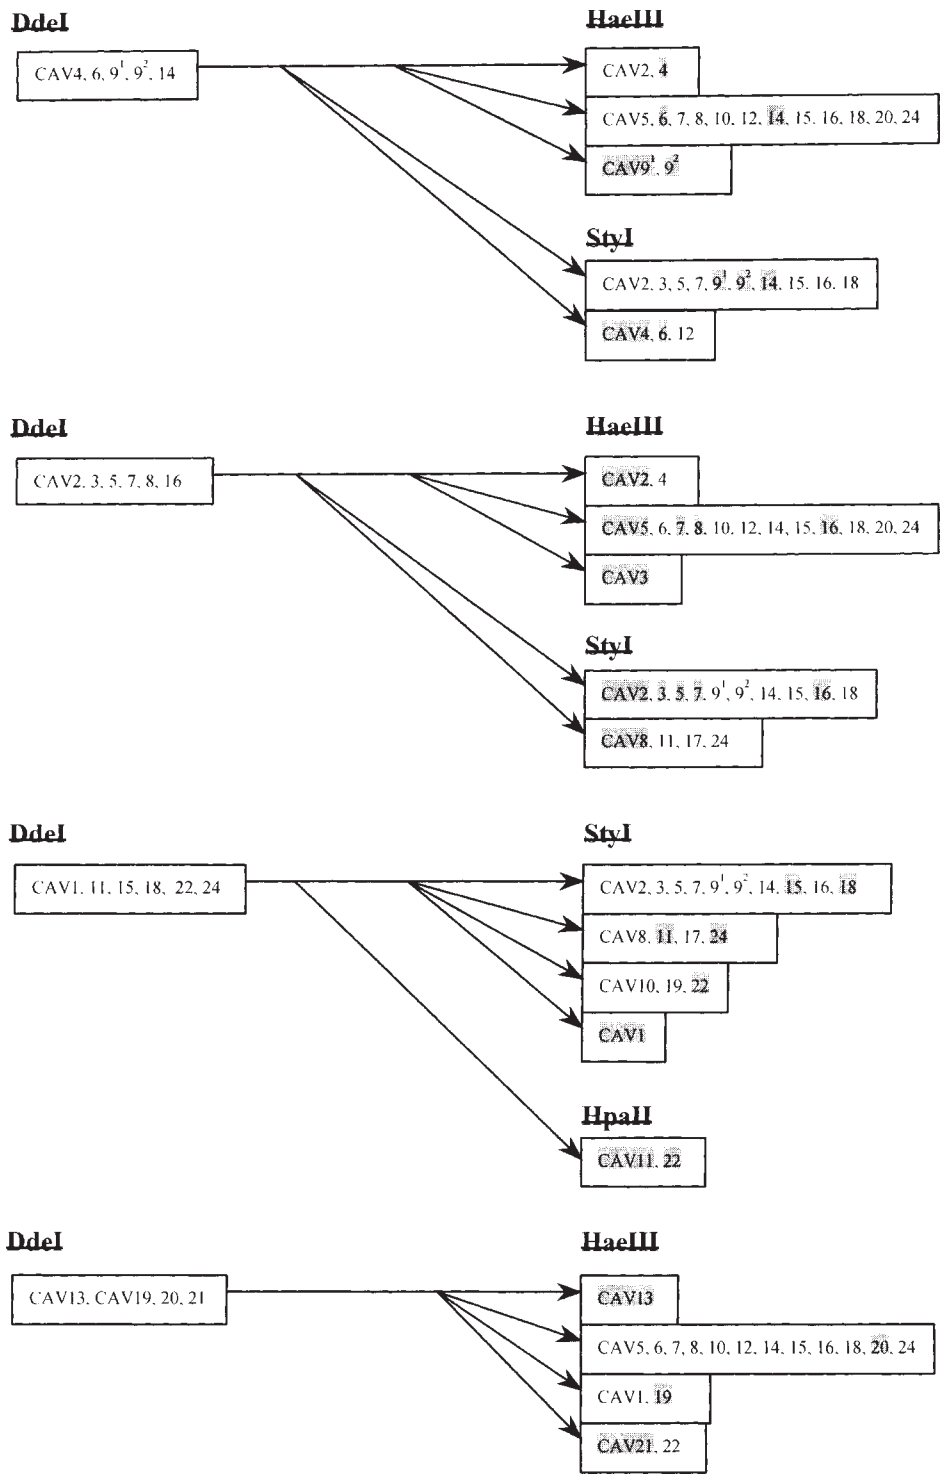 DdeI
HaeIII
CAV4, 6, 9¹, 9², 14
CAV2, 4
CAV5, 6, 7, 8, 10, 12, 14, 15, 16, 18, 20, 24
CAV9¹, 9²
StyI
CAV2, 3, 5, 7, 9¹, 9², 14, 15, 16, 18
CAV4, 6, 12
DdeI
HaeIII
CAV2, 3, 5, 7, 8, 16
CAV2, 4
CAV5, 6, 7, 8, 10, 12, 14, 15, 16, 18, 20, 24
CAV3
StyI
CAV2, 3, 5, 7, 9¹, 9², 14, 15, 16, 18
CAV8, 11, 17, 24
DdeI
StyI
CAV1, 11, 15, 18, 22, 24
CAV2, 3, 5, 7, 9¹, 9², 14, 15, 16, 18
CAV8, 11, 17, 24
CAV10, 19, 22
CAV1
HpaII
CAV11, 22
DdeI
HaeIII
CAV13, CAV19, 20, 21
CAV13
CAV5, 6, 7, 8, 10, 12, 14, 15, 16, 18, 20, 24
CAV1, 19
CAV21, 22